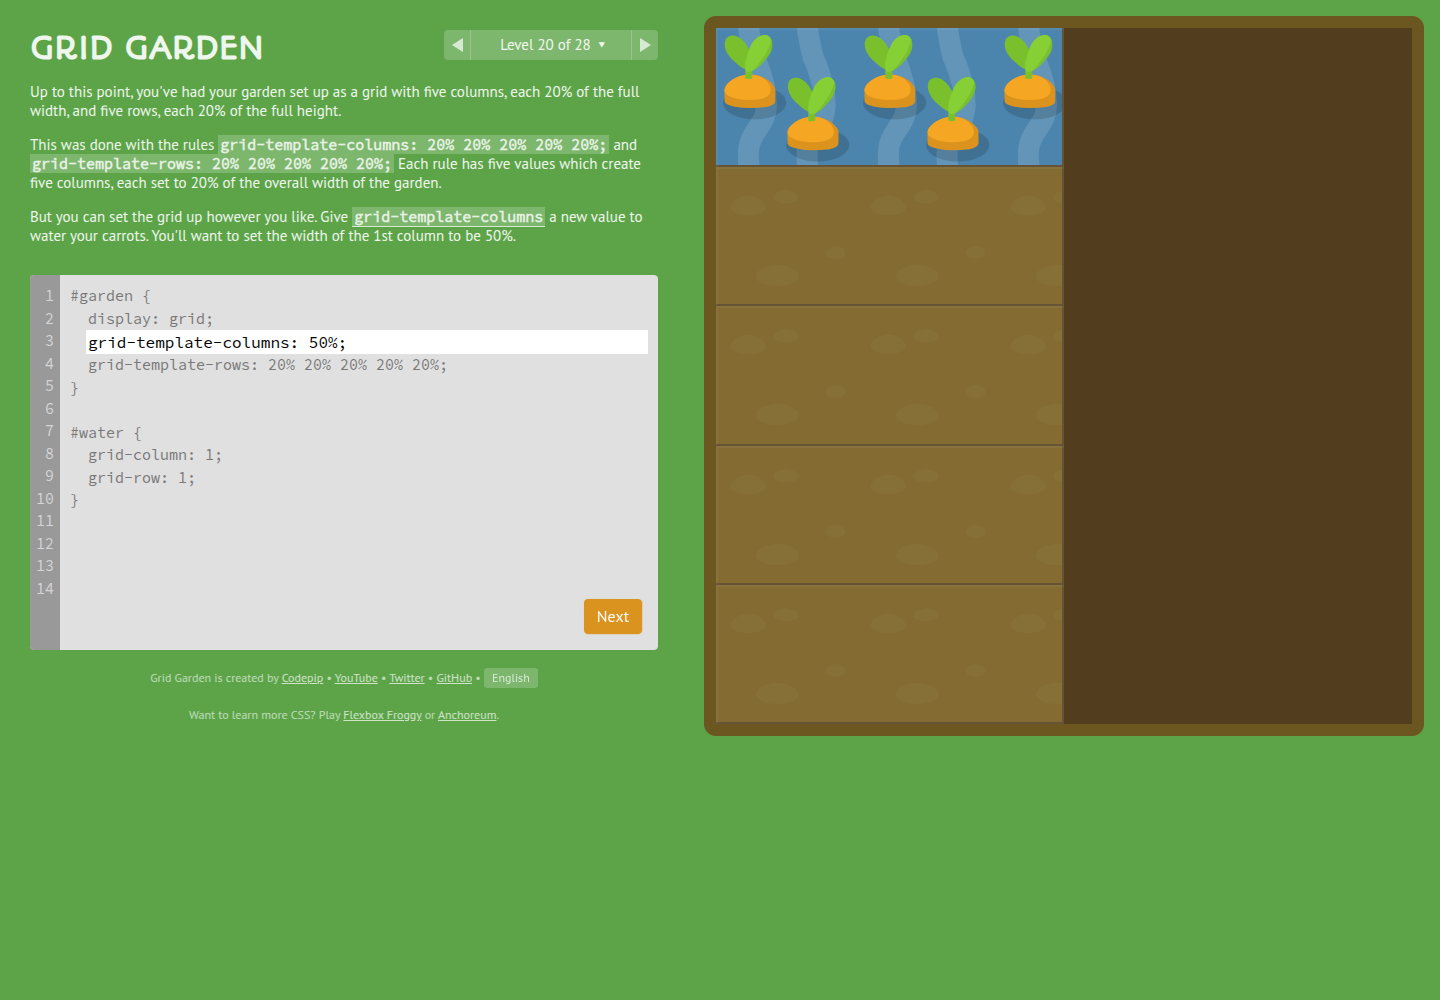 GRID GARDEN
Level 20 of 28 ▼
Up to this point, you've had your garden set up as a grid with five columns, each 20% of the full
width, and five rows, each 20% of the full height.
This was done with the rules grid-template-columns: 20% 20% 20% 20% 20%; and
grid-template-rows: 20% 20% 20% 20% 20%; Each rule has five values which create
five columns, each set to 20% of the overall width of the garden.
But you can set the grid up however you like. Give grid-template-columns a new value to
water your carrots. You'll want to set the width of the 1st column to be 50%.
1 #garden {
2 display: grid;
3 grid-template-columns: 50%;
4 grid-template-rows: 20% 20% 20% 20% 20%;
5 }
6
7 #water {
8 grid-column: 1;
9 grid-row: 1;
10 }
11
12
13
14
Next
Grid Garden is created by Codepip • YouTube • Twitter • GitHub • English
Want to learn more CSS? Play Flexbox Froggy or Anchoreum.